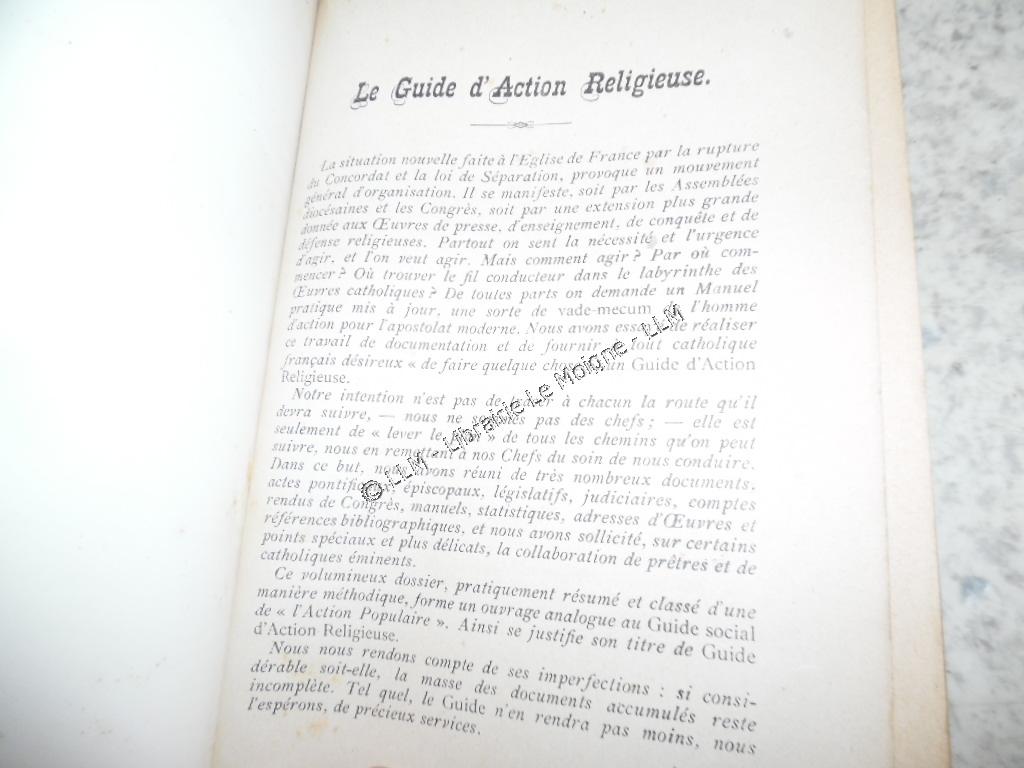 Le Guide d'Action Religieuse.
La situation nouvelle faite à l'Eglise de France par la rupture
du Concordat et la loi de Séparation, provoque un mouvement
général d'organisation. Il se manifeste, soit par les Assemblées
diocésaines et les Congrès, soit par une extension plus grande
donnée aux Œuvres de presse, d'enseignement, de conquête et de
défense religieuses. Partout on sent la nécessité et l'urgence
d'agir, et l'on veut agir. Mais comment agir? Par où com-
mencer? Où trouver le fil conducteur dans le labyrinthe des
Œuvres catholiques? De toutes parts on demande un Manuel
pratique mis à jour, une sorte de vade-mecum de l'homme
d'action pour l'apostolat moderne. Nous avons essayé de réaliser
ce travail de documentation et de fournir à tout catholique
français désireux « de faire quelque chose » un Guide d'Action
Religieuse.
Notre intention n'est pas de tracer à chacun la route qu'il
devra suivre, — nous ne sommes pas des chefs; — elle est
seulement de « lever le plan » de tous les chemins qu'on peut
suivre, nous en remettant à nos Chefs du soin de nous conduire.
Dans ce but, nous avons réuni de très nombreux documents,
actes pontificaux, épiscopaux, législatifs, judiciaires, comptes
rendus de Congrès, manuels, statistiques, adresses d'Œuvres et
références bibliographiques, et nous avons sollicité, sur certains
points spéciaux et plus délicats, la collaboration de prêtres et de
catholiques éminents.
Ce volumineux dossier, pratiquement résumé et classé d'une
manière méthodique, forme un ouvrage analogue au Guide social
de « l'Action Populaire ». Ainsi se justifie son titre de Guide
d'Action Religieuse.
Nous nous rendons compte de ses imperfections : si consi-
dérable soit-elle, la masse des documents accumulés reste
incomplète. Tel quel, le Guide n'en rendra pas moins, nous
l'espérons, de précieux services.
© LLM - Librairie Le Moigne - LLM